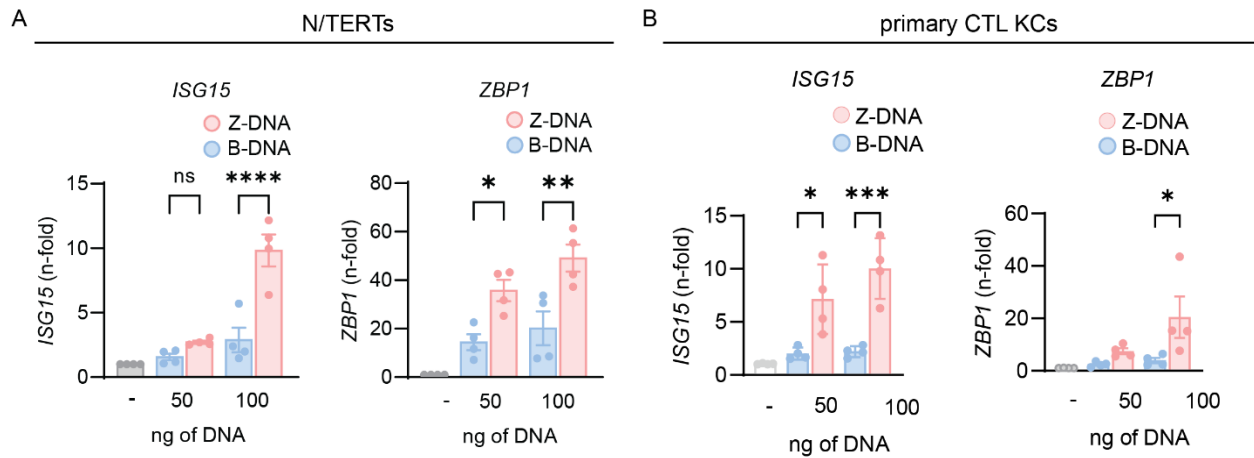 A
N/TERTs
ISG15
Z-DNA
B-DNA
ns
****
15
10
5
0
ISG15 (n-fold)
-
50
100
ng of DNA
ZBP1
Z-DNA
B-DNA
*
**
80
60
40
20
0
ZBP1 (n-fold)
-
50
100
ng of DNA
B
primary CTL KCs
ISG15
Z-DNA
B-DNA
*
***
15
10
5
0
ISG15 (n-fold)
-
50
100
ng of DNA
ZBP1
Z-DNA
B-DNA
*
60
40
20
0
ZBP1 (n-fold)
-
50
100
ng of DNA